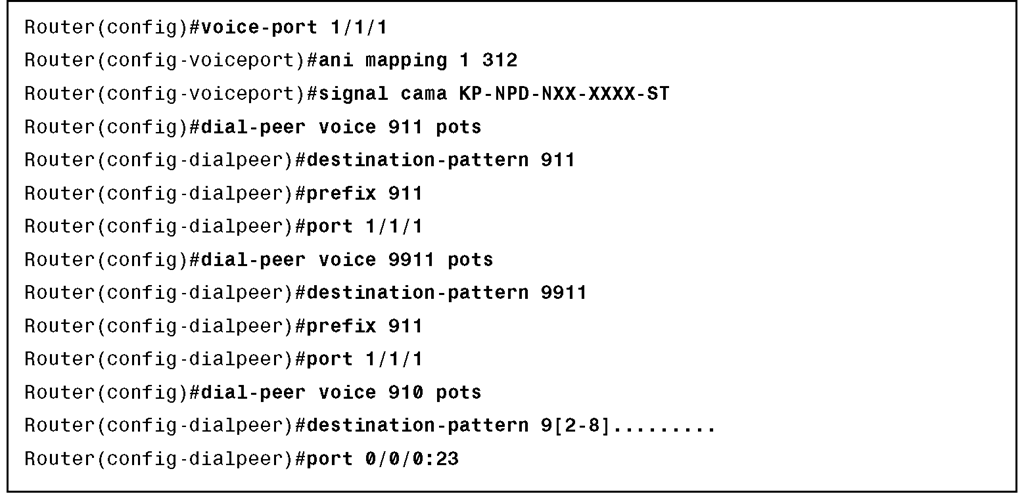 Router(config)#voice-port 1/1/1
Router(config-voiceport)#ani mapping 1 312
Router(config-voiceport)#signal cama KP-NPD-NXX-XXXX-ST
Router(config)#dial-peer voice 911 pots
Router(config-dialpeer)#destination-pattern 911
Router(config-dialpeer)#prefix 911
Router(config-dialpeer)#port 1/1/1
Router(config)#dial-peer voice 9911 pots
Router(config-dialpeer)#destination-pattern 9911
Router(config-dialpeer)#prefix 911
Router(config-dialpeer)#port 1/1/1
Router(config)#dial-peer voice 910 pots
Router(config-dialpeer)#destination-pattern 9[2-8].........
Router(config-dialpeer)#port 0/0/0:23